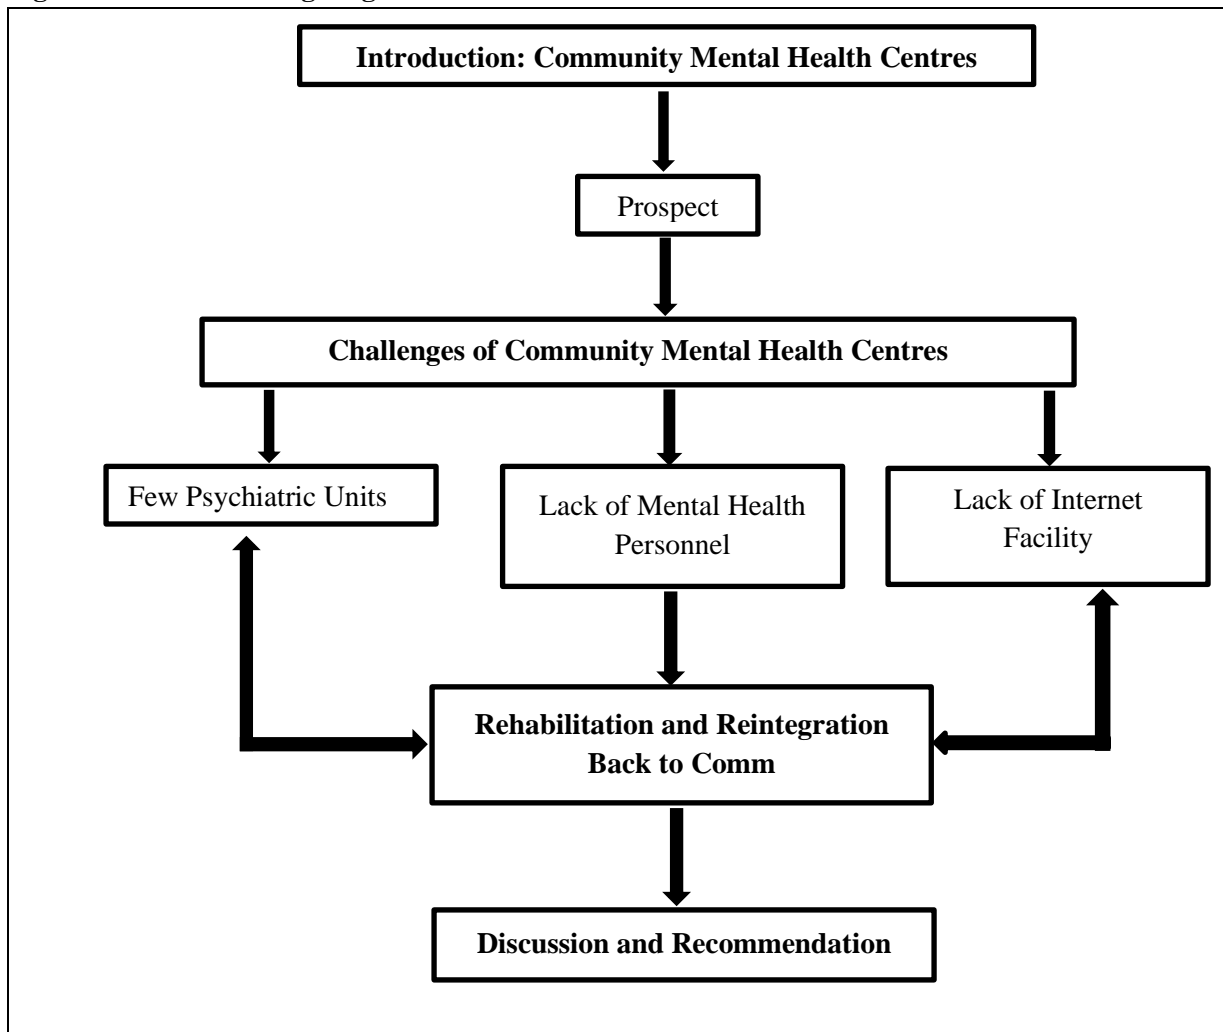 Introduction: Community Mental Health Centres
Prospect
Challenges of Community Mental Health Centres
Few Psychiatric Units
Lack of Mental Health
Personnel
Lack of Internet
Facility
Rehabilitation and Reintegration
Back to Comm
Discussion and Recommendation